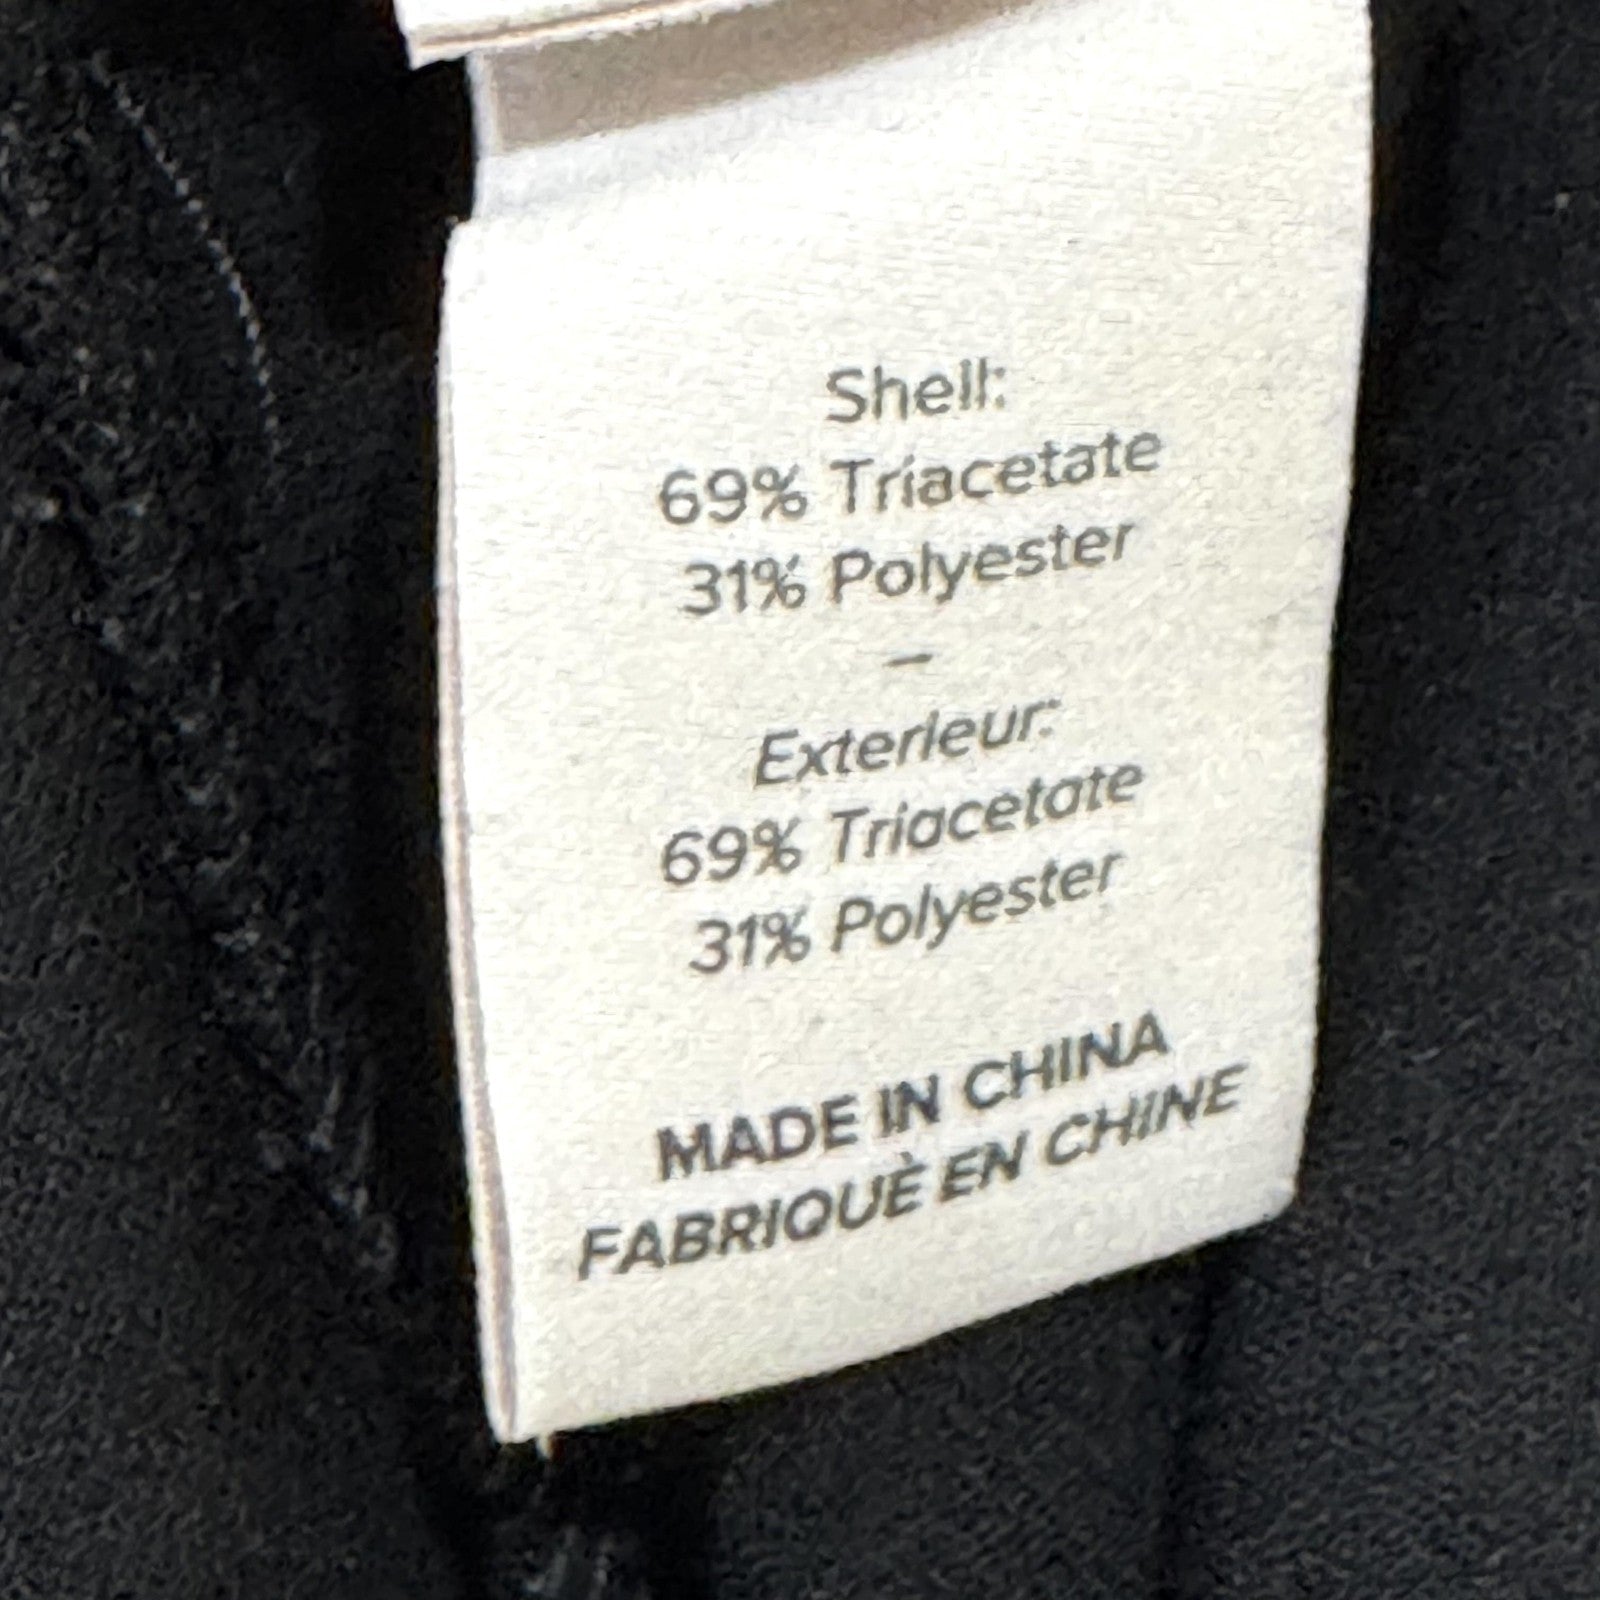 Shell:
69% Triacetate
31% Polyester
–
Exterieur:
69% Triacetate
31% Polyester
MADE IN CHINA
FABRIQUÈ EN CHINE